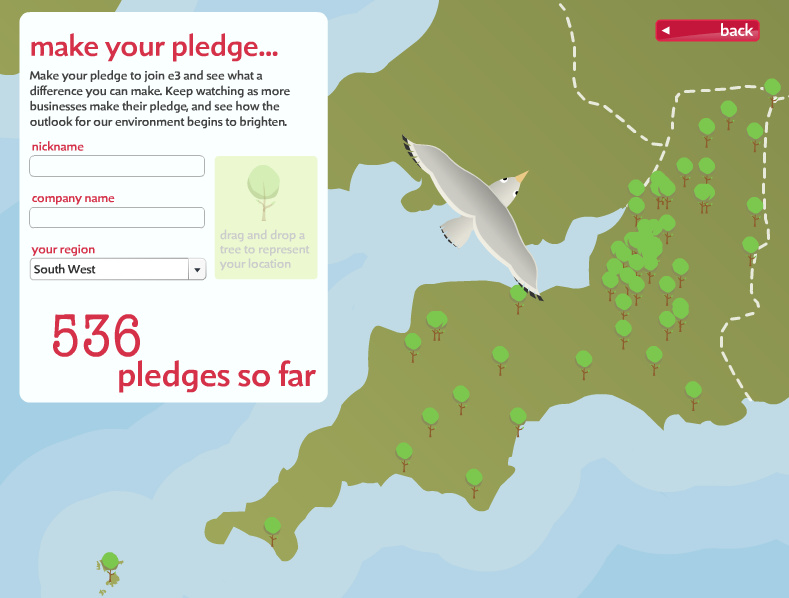 make your pledge...
back
Make your pledge to join e3 and see what a
difference you can make. Keep watching as more
businesses make their pledge, and see how the
outlook for our environment begins to brighten.
nickname
company name
drag and drop a
tree to represent
your location
your region
South West
536
pledges so far